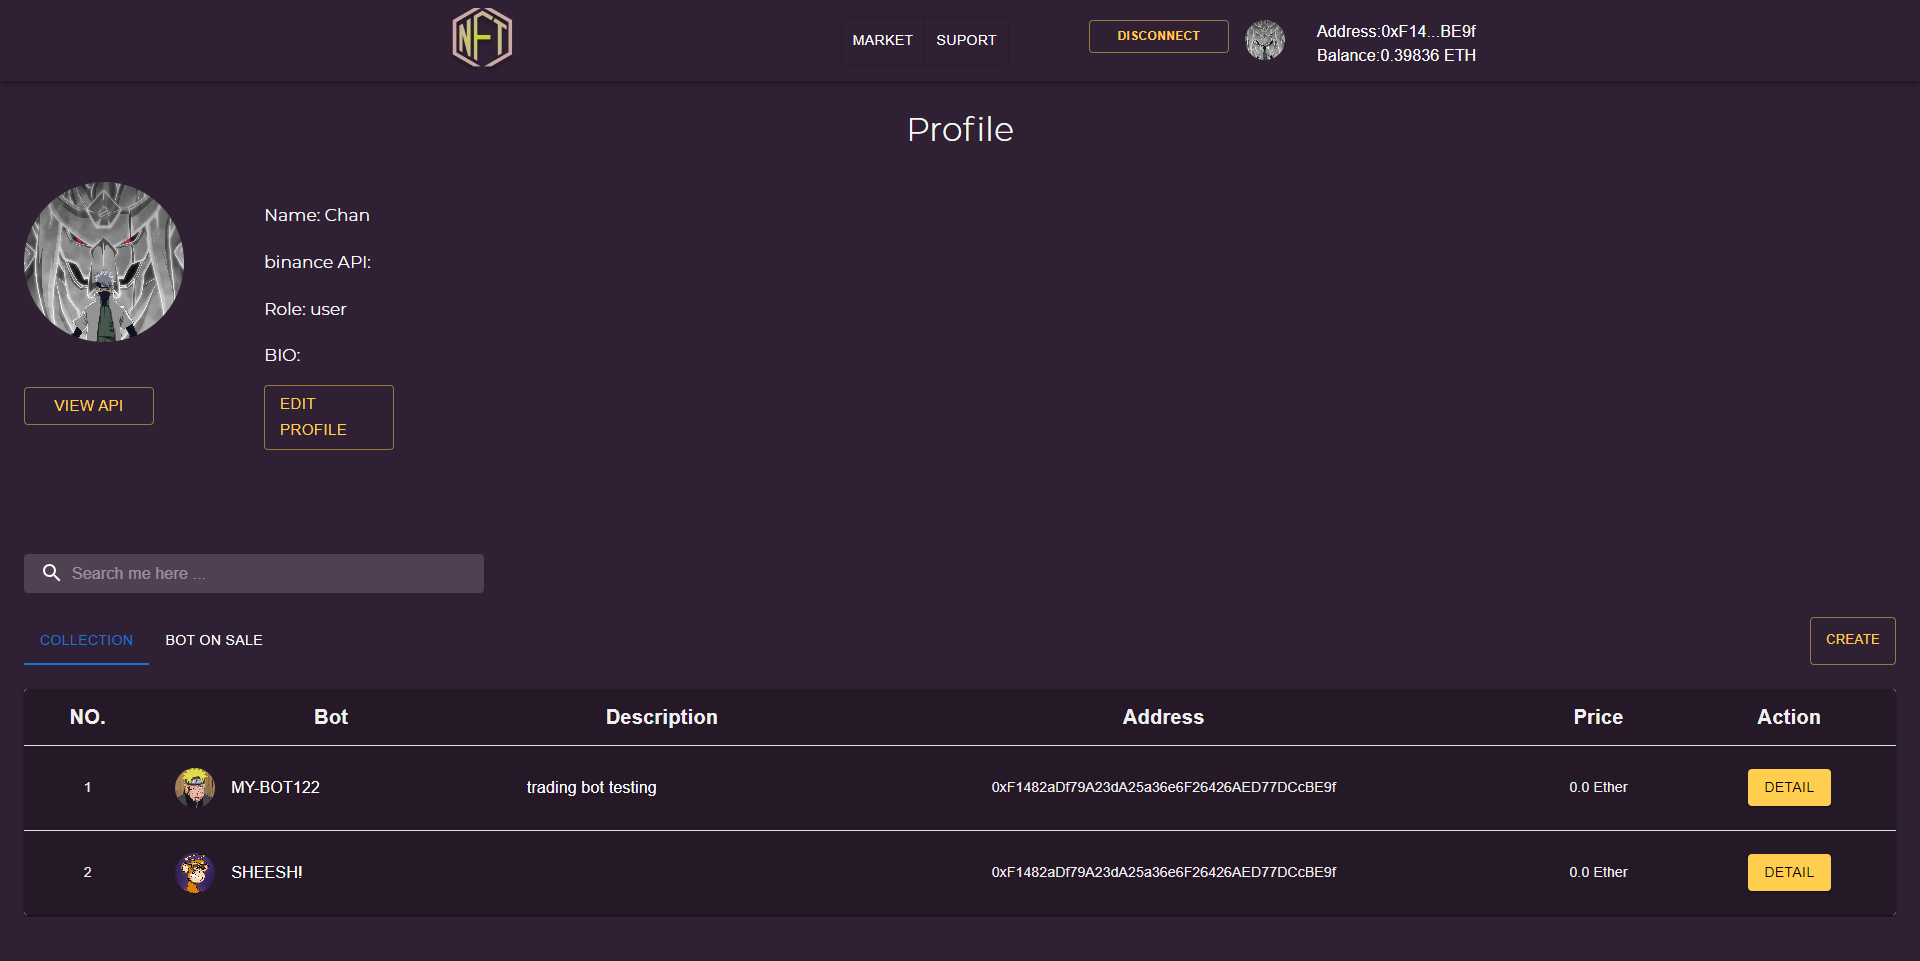 NFT
MARKET
SUPORT
DISCONNECT
Address:0xF14...BE9f
Balance:0.39836 ETH
Profile
Name: Chan
binance API:
Role: user
BIO:
VIEW API
EDIT
PROFILE
Search me here ...
COLLECTION
BOT ON SALE
CREATE
NO. Bot Description Address Price Action
1 MY-BOT122 trading bot testing 0xF1482aDf79A23dA25a36e6F26426AED77DCcBE9f 0.0 Ether DETAIL
2 SHEESH! 0xF1482aDf79A23dA25a36e6F26426AED77DCcBE9f 0.0 Ether DETAIL